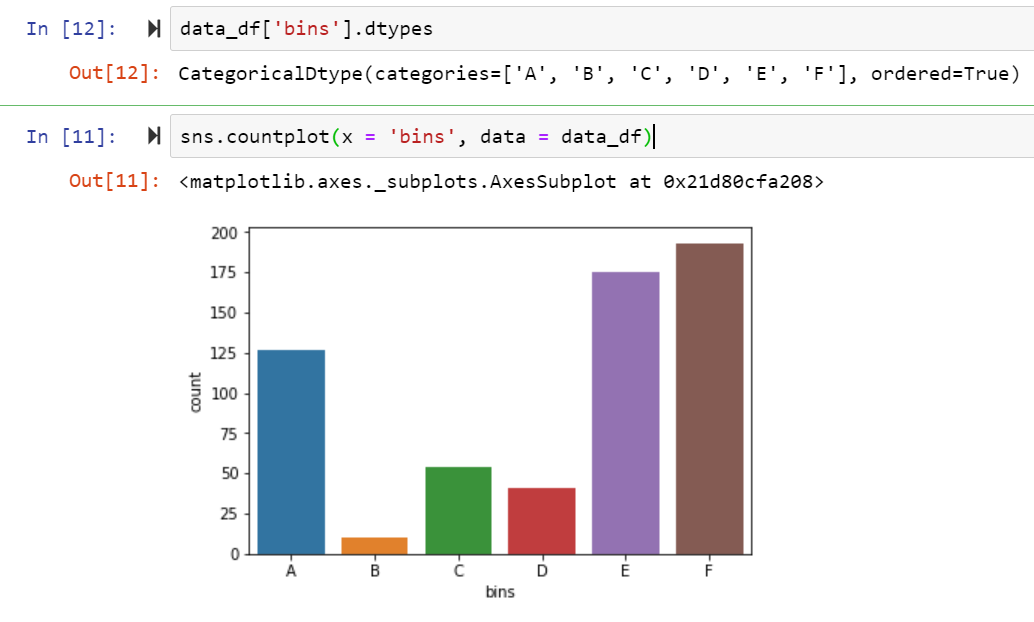 In [12]: data_df['bins'].dtypes
Out[12]: CategoricalDtype(categories=['A', 'B', 'C', 'D', 'E', 'F'], ordered=True)
In [11]: sns.countplot(x = 'bins', data = data_df)
Out[11]: <matplotlib.axes._subplots.AxesSubplot at 0x21d80cfa208>
200
175
150
125
100
75
50
25
0
count
A B C D E F
bins